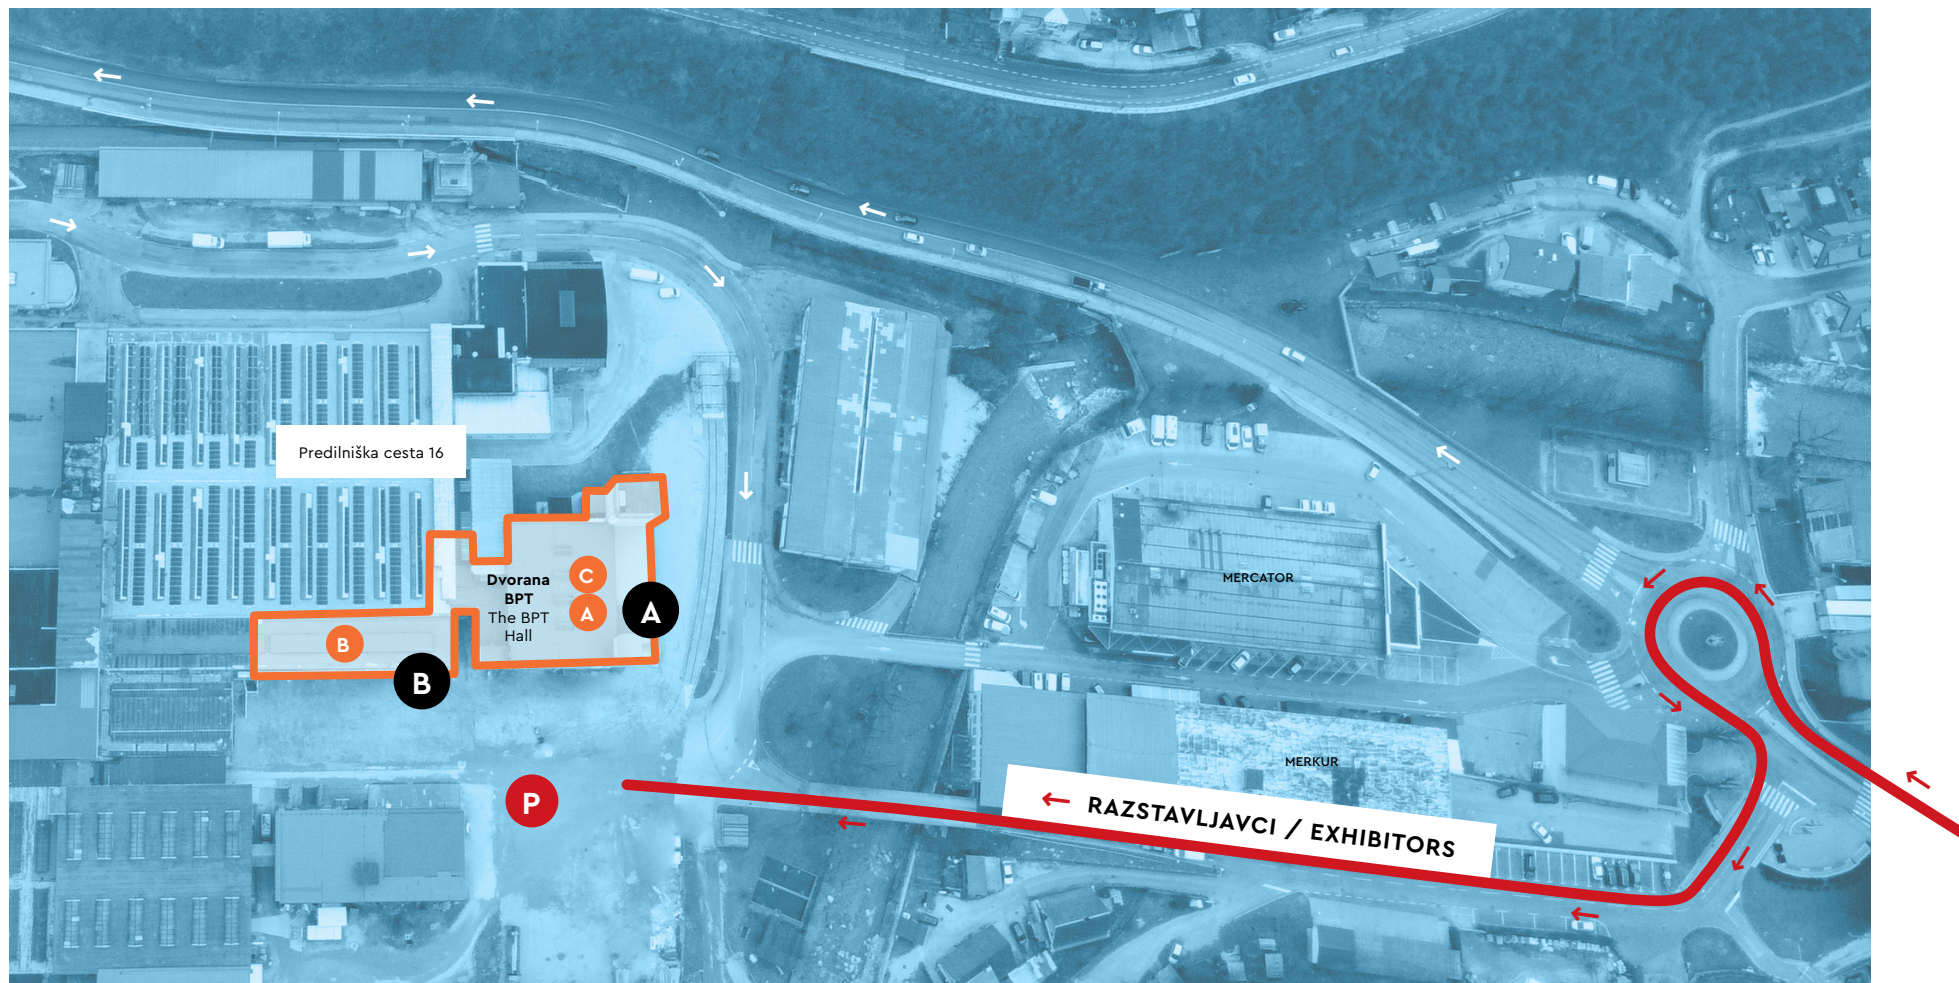 Predilniška cesta 16
Dvorana
BPT
The BPT
Hall
C
A
A
B
B
MERCATOR
MERKUR
P
← RAZSTAVLJAVCI / EXHIBITORS